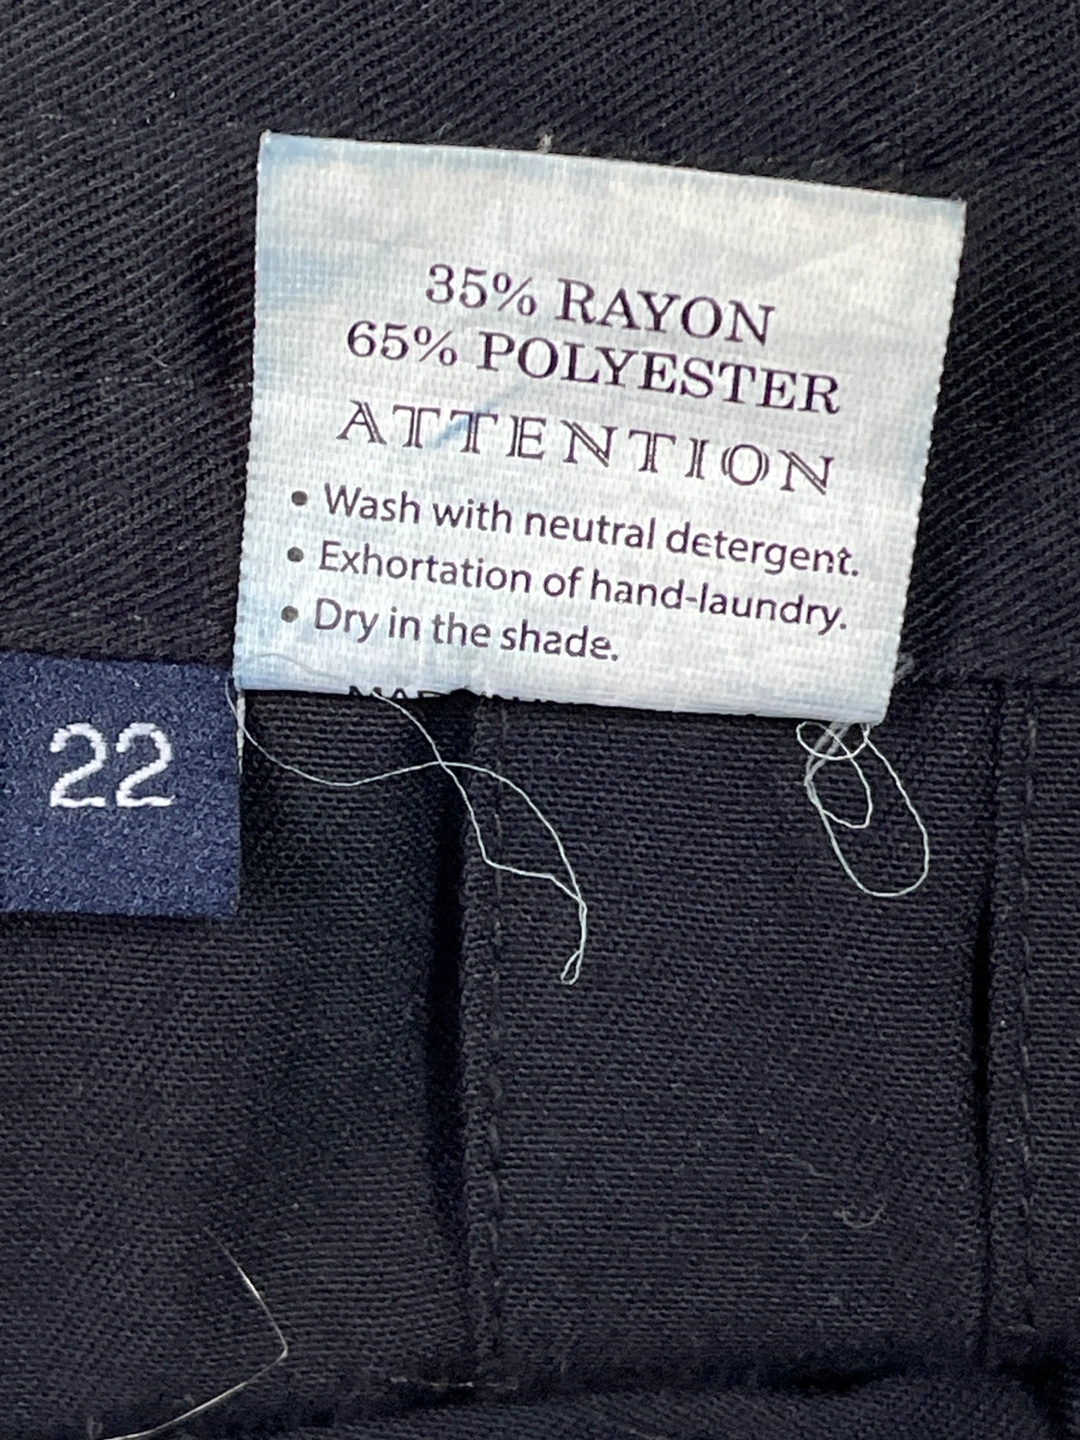 35% RAYON
65% POLYESTER
ATTENTION
• Wash with neutral detergent.
• Exhortation of hand-laundry.
• Dry in the shade.
22